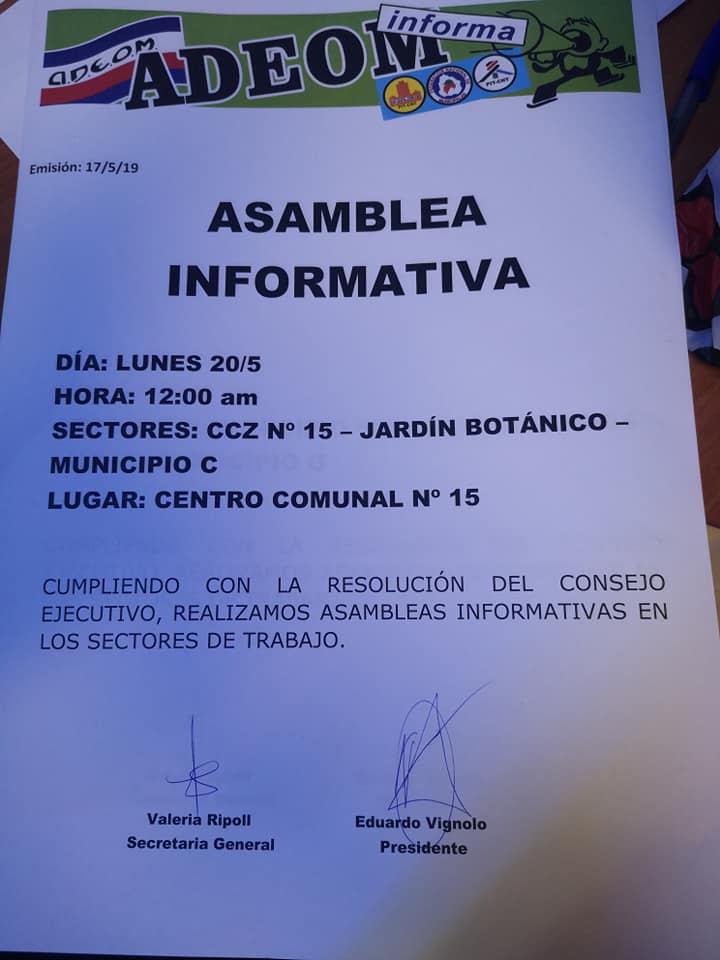 A.D.E.O.M.
ADEOM
informa
PIT-CNT
Emisión: 17/5/19
ASAMBLEA
INFORMATIVA
DÍA: LUNES 20/5
HORA: 12:00 am
SECTORES: CCZ Nº 15 – JARDÍN BOTÁNICO –
MUNICIPIO C
LUGAR: CENTRO COMUNAL Nº 15
CUMPLIENDO CON LA RESOLUCIÓN DEL CONSEJO
EJECUTIVO, REALIZAMOS ASAMBLEAS INFORMATIVAS EN
LOS SECTORES DE TRABAJO.
Valeria Ripoll
Secretaria General
Eduardo Vignolo
Presidente